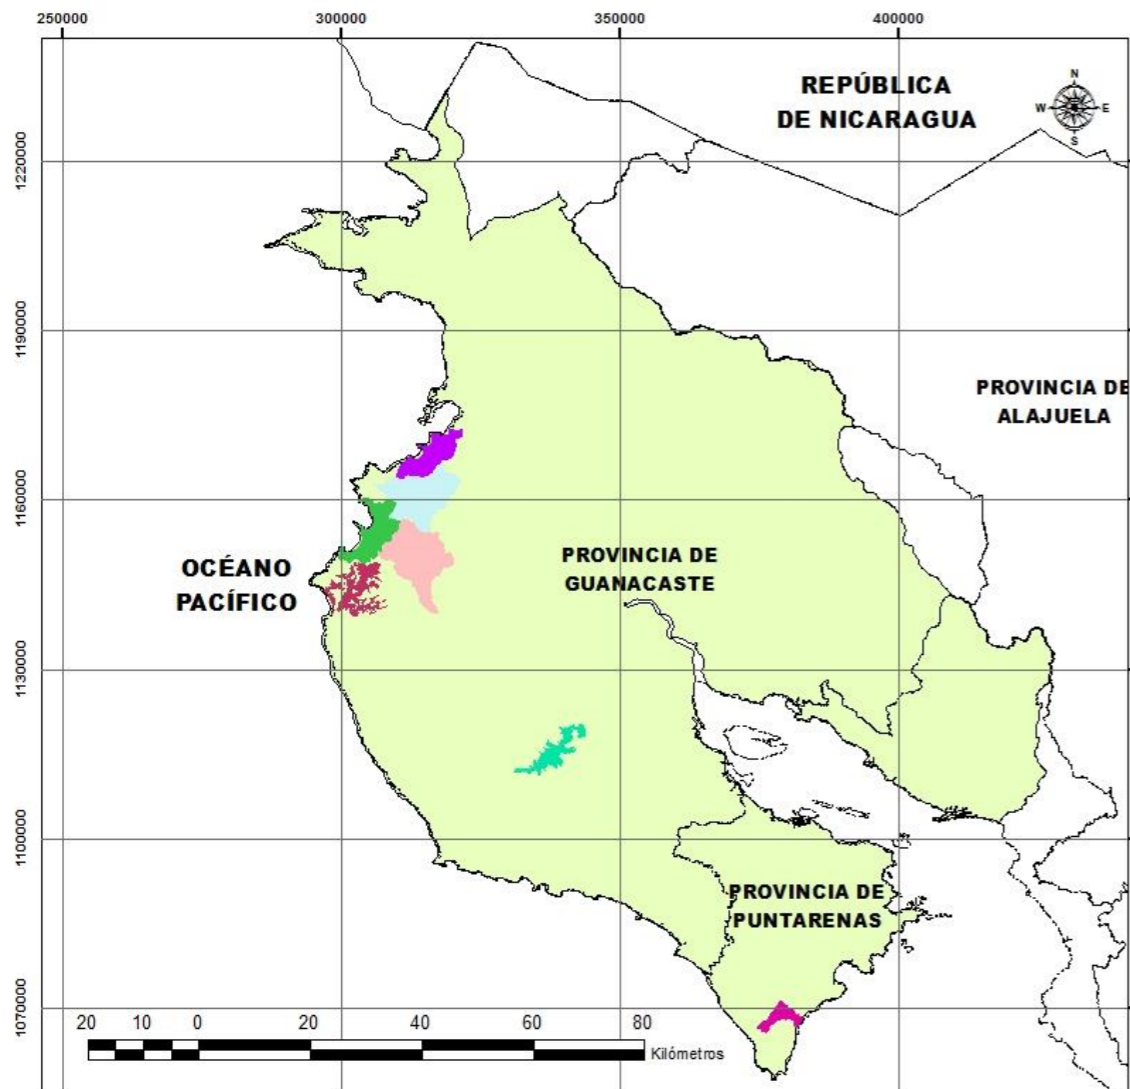 250000 300000 350000 400000
REPÚBLICA
DE NICARAGUA
N
W E
S
1220000
1190000
PROVINCIA DE
ALAJUELA
1160000
OCÉANO
PACÍFICO
PROVINCIA DE
GUANACASTE
1130000
1100000
PROVINCIA DE
PUNTARENAS
1070000
20 10 0 20 40 60 80
Kilómetros